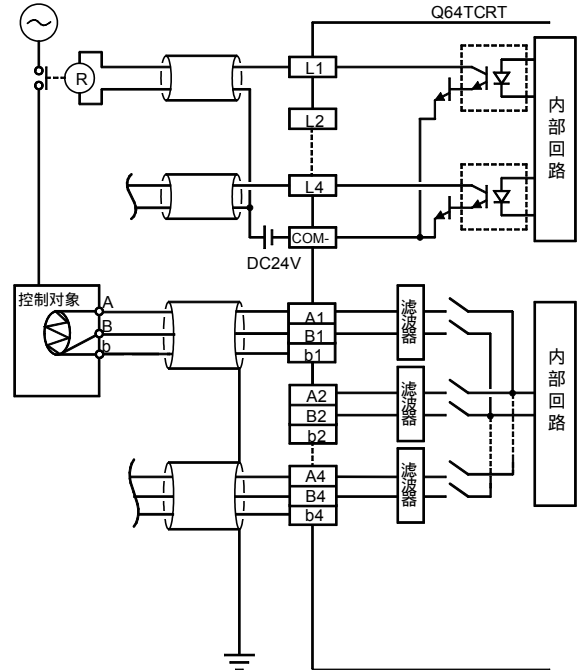 Q64TCRT
R
L1
L2
L4
COM-
DC24V
内部回路
控制对象
A
B
b
A1
B1
b1
滤波器
A2
B2
b2
滤波器
A4
B4
b4
滤波器
内部回路